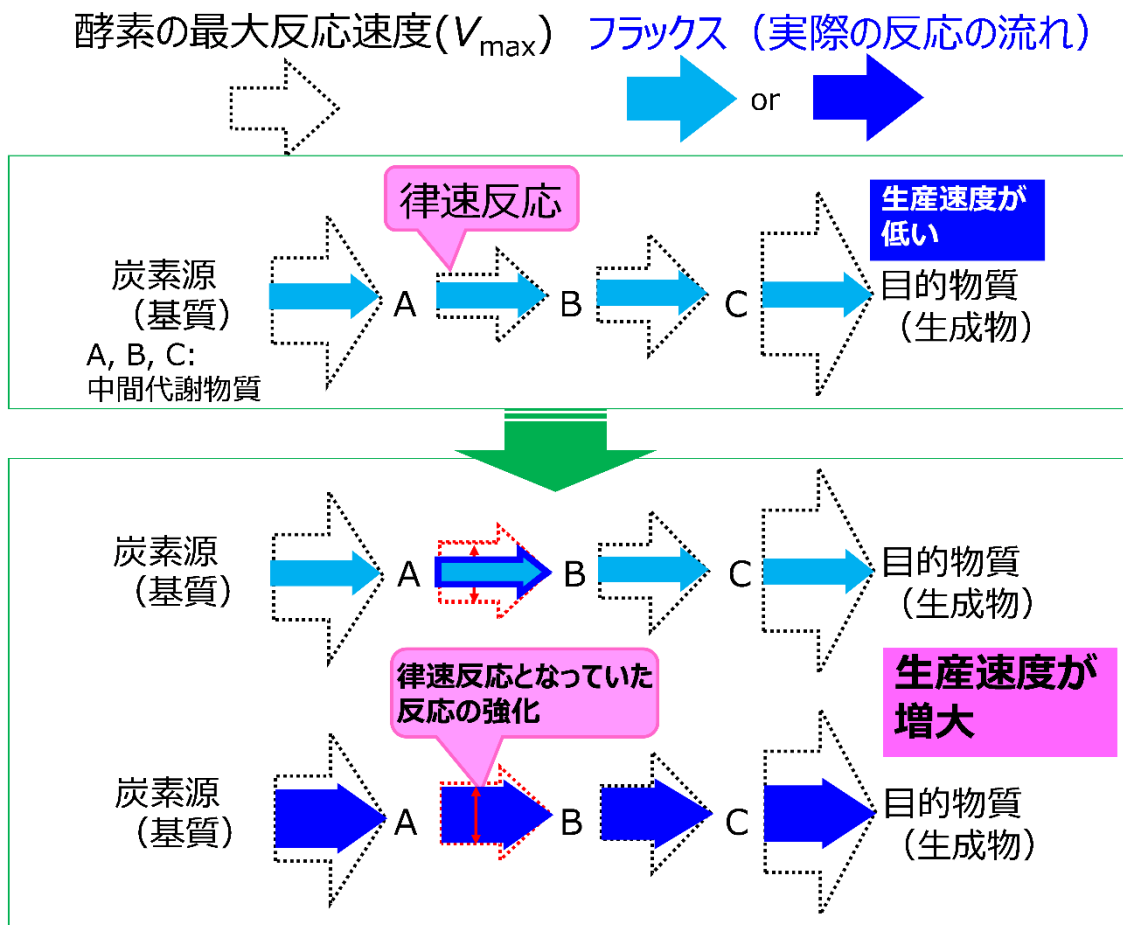 酵素の最大反応速度(Vmax) フラックス（実際の反応の流れ）
or
律速反応
生産速度が
低い
炭素源
（基質）
A
B
C
目的物質
（生成物）
A, B, C:
中間代謝物質
炭素源
（基質）
A
B
C
目的物質
（生成物）
律速反応となっていた
反応の強化
生産速度が
増大
炭素源
（基質）
A
B
C
目的物質
（生成物）